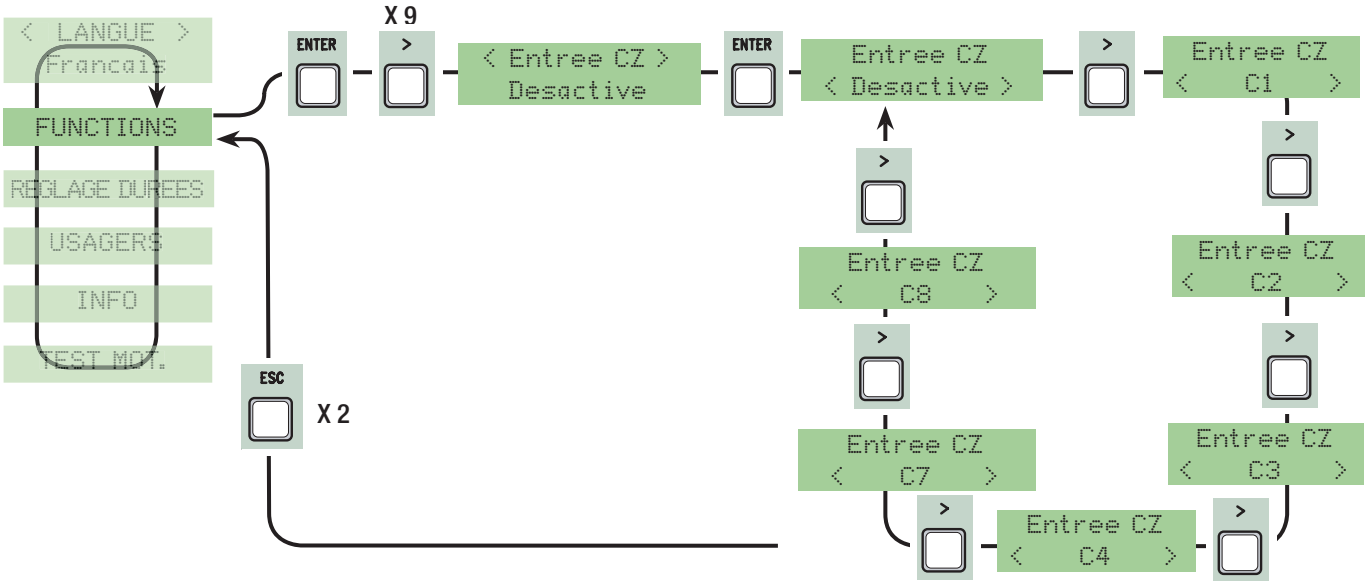 X 9
< LANGUE >
Francais
FUNCTIONS
REGLAGE DUREES
USAGERS
INFO
TEST MOT.
ENTER
>
< Entree CZ >
Desactive
ENTER
Entree CZ
< Desactive >
>
Entree CZ
< C1 >
>
Entree CZ
< C2 >
>
Entree CZ
< C3 >
>
Entree CZ
< C4 >
>
Entree CZ
< C7 >
>
Entree CZ
< C8 >
>
ESC
X 2